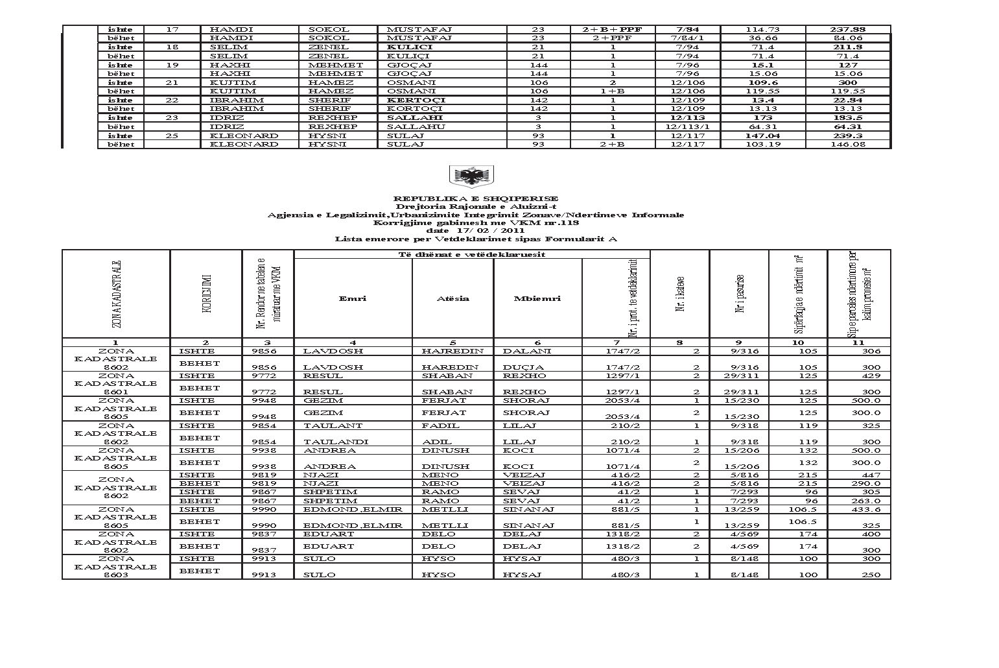 ishte 17 HAMDI SOKOL MUSTAFAJ 23 2+B+PPF 7/84 114.73 237.88
bëhet HAMDI SOKOL MUSTAFAJ 23 2+PPF 7/84/1 36.66 84.06
ishte 18 SELIM ZENEL KULICI 21 1 7/94 71.4 211.8
bëhet SELIM ZENEL KULIÇI 21 1 7/94 71.4 71.4
ishte 19 HAXHI MEHMET GJOÇAJ 144 1 7/96 15.1 127
bëhet HAXHI MEHMET GJOÇAJ 144 1 7/96 15.06 15.06
ishte 21 KUJTIM HAMEZ OSMANI 106 2 12/106 109.6 300
bëhet KUJTIM HAMEZ OSMANI 106 1+B 12/106 119.55 119.55
ishte 22 IBRAHIM SHERIF KERTOÇI 142 1 12/109 13.4 22.84
bëhet IBRAHIM SHERIF KORTOÇI 142 1 12/109 13.13 13.13
ishte 23 IDRIZ REXHEP SALLAHI 3 1 12/113 173 183.5
bëhet IDRIZ REXHEP SALLAHU 3 1 12/113/1 64.31 64.31
ishte 25 KLEONARD HYSNI SULAJ 93 1 12/117 147.04 239.3
bëhet KLEONARD HYSNI SULAJ 93 2+B 12/117 103.19 146.08
REPUBLIKA E SHQIPERISE
Drejtoria Rajonale e Aluizni-t
Agjensia e Legalizimit,Urbanizimite Integrimit Zonave/Ndertimeve Informale
Korrigjime gabimesh me VKM nr.118
date 17/ 02 / 2011
Lista emerore per Vetdeklarimet sipas Formularit A
ZONA KADASTRALE
KORIGJIMI
Nr. Rendor ne tabelen e
miratuar me VKM
Të dhënat e vetëdeklaruesit
Emri Atësia Mbiemri
Nr. i prot. te vetdeklarimit
Nr. i kateve
Nr i pasurise
Sipërfaqja e ndërtimit m²
Sip e parceles ndertimore per
kalim pronesie m²
1 2 3 4 5 6 7 8 9 10 11
ZONA KADASTRALE 8602
ISHTE 9856 LAVDOSH HAJREDIN DALANI 1747/2 2 9/316 105 306
BEHET 9856 LAVDOSH HAREDIN DUÇJA 1747/2 2 9/316 105 300
ZONA KADASTRALE 8601
ISHTE 9772 RESUL SHABAN REXHO 1297/1 2 29/311 125 429
BEHET 9772 RESUL SHABAN REXHO 1297/1 2 29/311 125 300
ZONA KADASTRALE 8605
ISHTE 9948 GEZIM FERJAT SHORAJ 2053/4 1 15/230 125 500.0
BEHET 9948 GEZIM FERJAT SHORAJ 2053/4 2 15/230 125 300.0
ZONA KADASTRALE 8602
ISHTE 9854 TAULANT FADIL LILAJ 210/2 1 9/318 119 325
BEHET 9854 TAULANDI ADIL LILAJ 210/2 1 9/318 119 300
ZONA KADASTRALE 8605
ISHTE 9938 ANDREA DINUSH KOCI 1071/4 2 15/206 132 500.0
BEHET 9938 ANDREA DINUSH KOCI 1071/4 2 15/206 132 300.0
ZONA KADASTRALE 8602
ISHTE 9819 NJAZI MENO VEIZAJ 416/2 2 5/816 215 447
BEHET 9819 NJAZI MENO VEIZAJ 416/2 2 5/816 215 290.0
ISHTE 9867 SHPETIM RAMO SEVAJ 41/2 1 7/293 96 305
BEHET 9867 SHPETIM RAMO SEVAJ 41/2 1 7/293 96 263.0
ZONA KADASTRALE 8605
ISHTE 9990 EDMOND,ELMIR METLLI SINANAJ 881/5 1 13/259 106.5 433.6
BEHET 9990 EDMOND,ELMIR METLLI SINANAJ 881/5 1 13/259 106.5 325
ZONA KADASTRALE 8602
ISHTE 9837 EDUART DELO DELAJ 1318/2 2 4/569 174 400
BEHET 9837 EDUART DELO DELAJ 1318/2 2 4/569 174 300
ZONA KADASTRALE 8603
ISHTE 9913 SULO HYSO HYSAJ 480/3 1 8/148 100 300
BEHET 9913 SULO HYSO HYSAJ 480/3 1 8/148 100 250